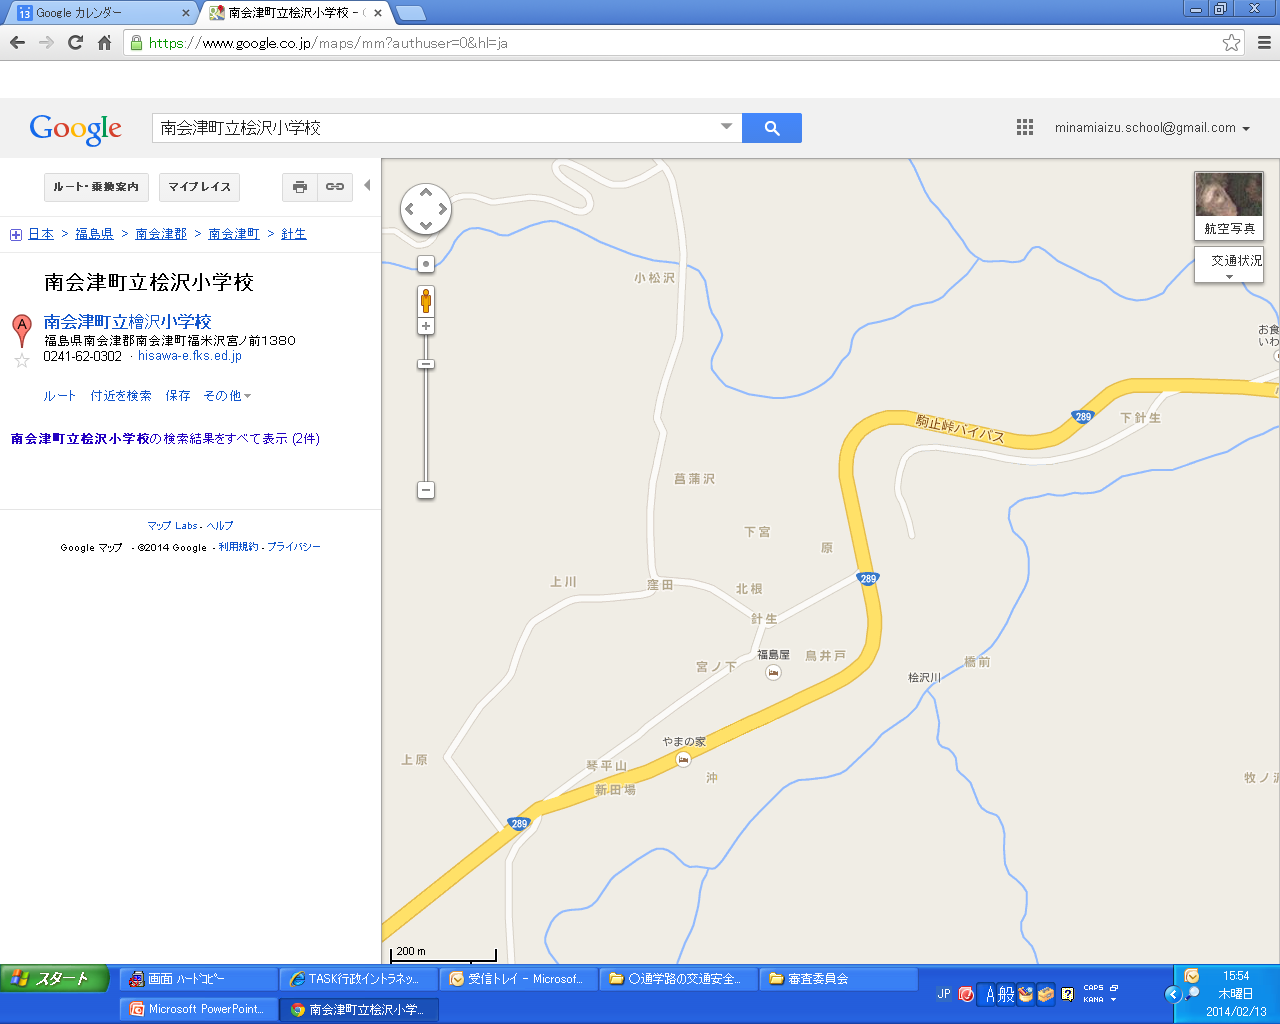 13 Google カレンダー
南会津町立桧沢小学校 - (
https://www.google.co.jp/maps/mm?authuser=0&hl=ja
Google
南会津町立桧沢小学校
minamiaizu.school@gmail.com
ルート・乗換案内
マイプレイス
日本 > 福島県 > 南会津郡 > 南会津町 > 針生
南会津町立桧沢小学校
A
南会津町立檜沢小学校
福島県南会津郡南会津町福米沢宮ノ前1380
0241-62-0302 · hisawa-e.fks.ed.jp
ルート 付近を検索 保存 その他
南会津町立桧沢小学校の検索結果をすべて表示 (2件)
マップ Labs - ヘルプ
Google マップ - ©2014 Google - 利用規約 - プライバシー
航空写真
交通状況
小松沢
お食
いわ
289
下針生
駒止峠バイパス
菖蒲沢
下宮
原
289
上川
窪田
北根
針生
福島屋
鳥井戸
宮ノ下
橋前
桧沢川
やまの家
上原
琴平山
沖
新田場
牧ノ沢
289
200 m
スタート
画面 ハードコピー
TASK行政イントラネッ...
受信トレイ - Microsof...
〇通学路の交通安全...
審査委員会
Microsoft PowerPoint...
南会津町立桧沢小学...
JP
A般
CAPS
KANA
15:54
木曜日
2014/02/13